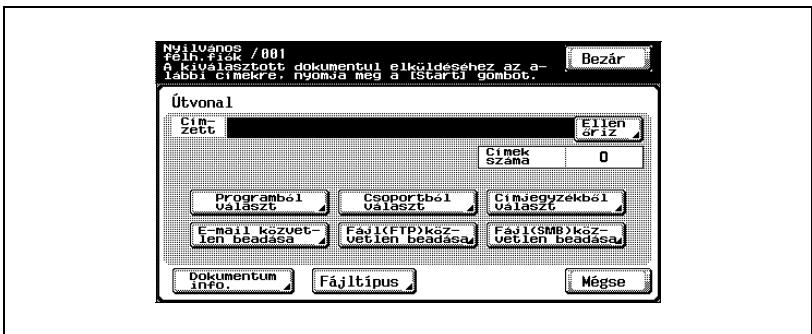 Nyilvános
felh.fiók /001
A kiválasztott dokumentul elküldéséhez az a-
lábbi címekre, nyomja meg a [Start] gombot.
Bezár
Útvonal
Cím-
zett
Ellen
őriz
Címek
száma
0
Programból
választ
Csoportból
választ
Címjegyzékből
választ
E-mail közvet-
len beadása
Fájl(FTP)köz-
vetlen beadása
Fájl(SMB)köz-
vetlen beadása
Dokumentum
info.
Fájltípus
Mégse